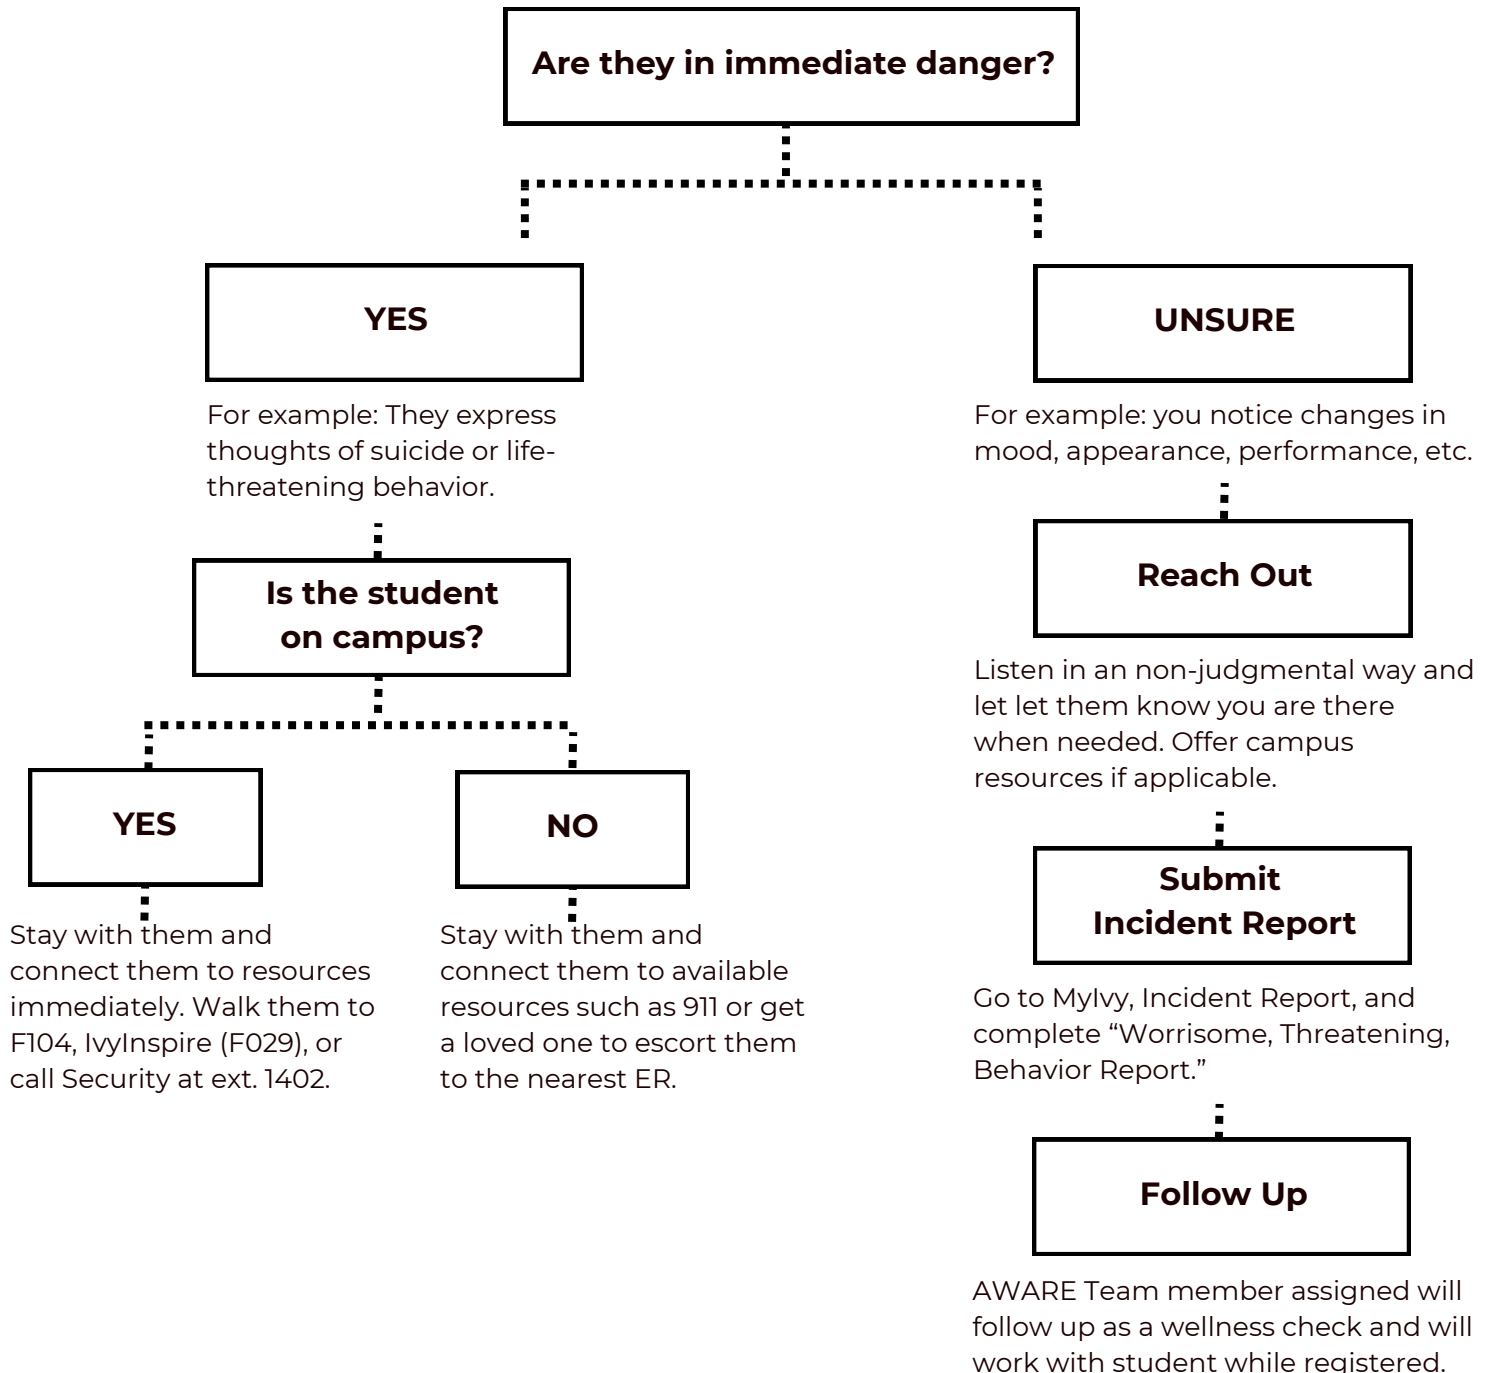 Are they in immediate danger?
YES
For example: They express
thoughts of suicide or life-
threatening behavior.
Is the student
on campus?
YES
Stay with them and
connect them to resources
immediately. Walk them to
F104, IvyInspire (F029), or
call Security at ext. 1402.
NO
Stay with them and
connect them to available
resources such as 911 or get
a loved one to escort them
to the nearest ER.
UNSURE
For example: you notice changes in
mood, appearance, performance, etc.
Reach Out
Listen in an non-judgmental way and
let let them know you are there
when needed. Offer campus
resources if applicable.
Submit
Incident Report
Go to MyIvy, Incident Report, and
complete “Worrisome, Threatening,
Behavior Report.”
Follow Up
AWARE Team member assigned will
follow up as a wellness check and will
work with student while registered.